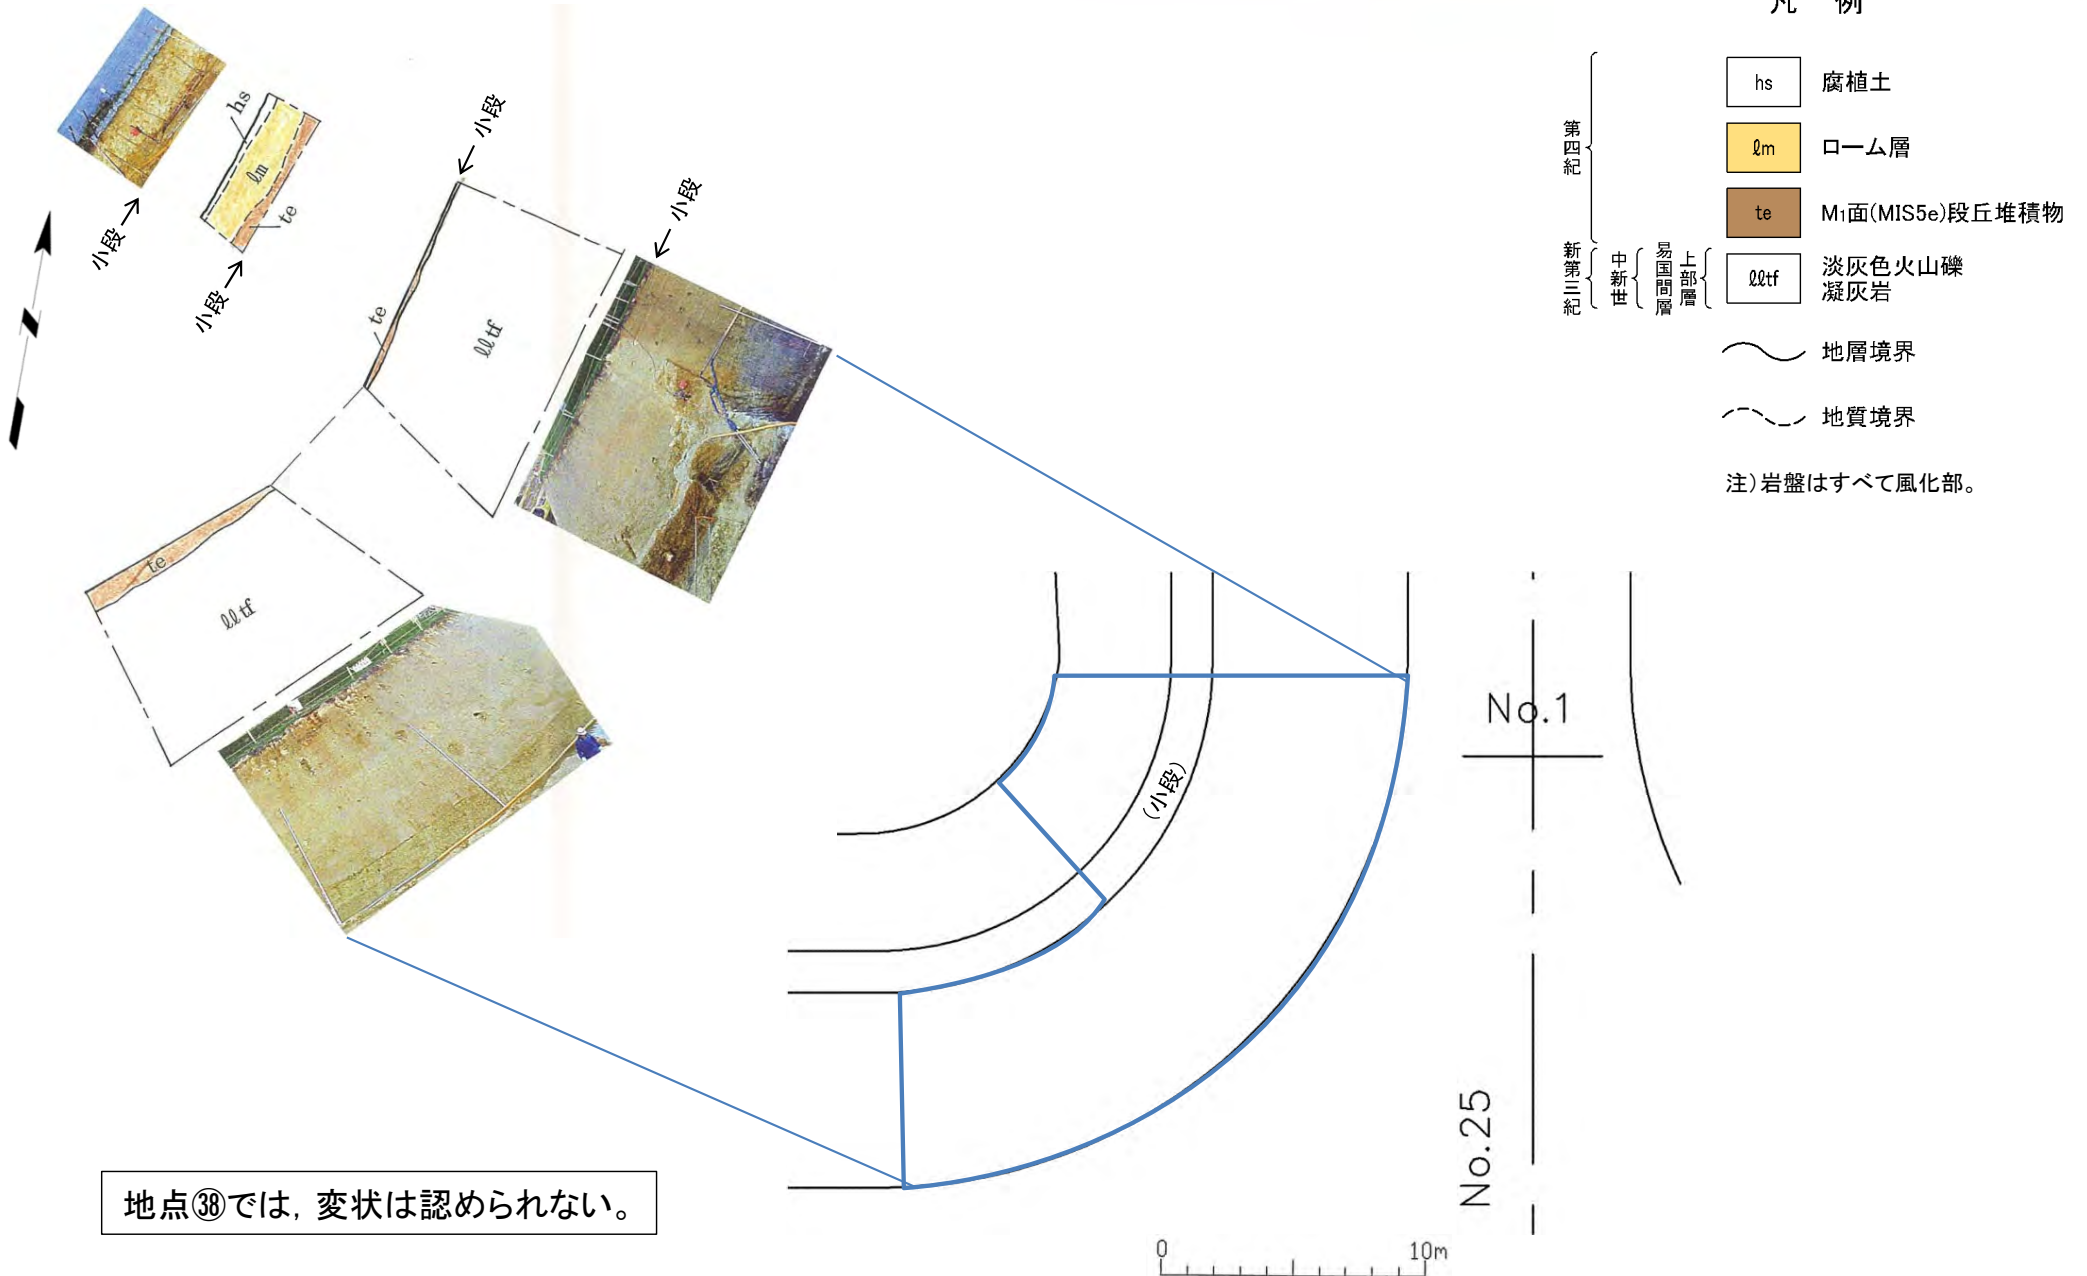 凡 例
第四紀
hs 腐植土
ℓm ローム層
te M₁面(MIS5e)段丘堆積物
新第三紀 中新世 易国間層 上部層
ℓℓtf 淡灰色火山礫
凝灰岩
地層境界
地質境界
注)岩盤はすべて風化部。
hs
ℓm
te
小段
小段
小段
小段
te
ℓℓtf
te
ℓℓtf
(小段)
No.1
No.25
地点㊳では, 変状は認められない。
0 10m